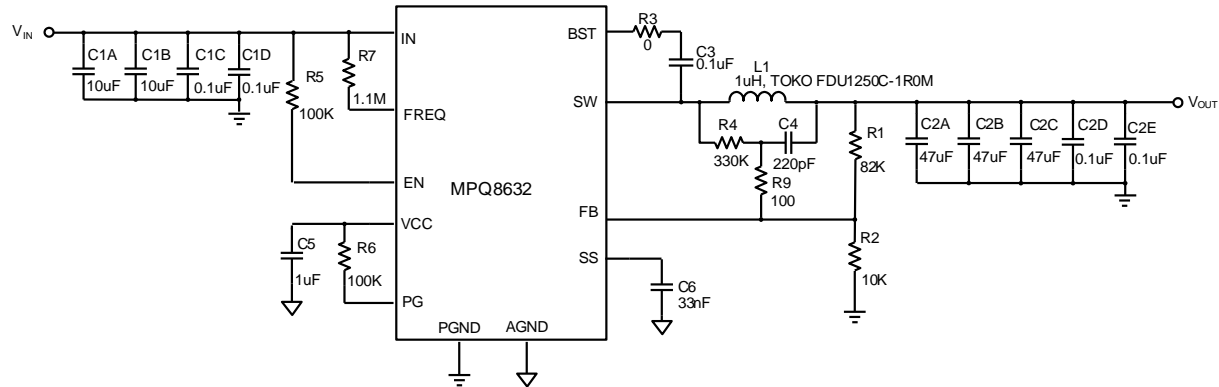 VIN
C1A
10uF
C1B
10uF
C1C
0.1uF
C1D
0.1uF
R5
100K
R7
1.1M
C5
1uF
R6
100K
IN
FREQ
EN
VCC
PG
MPQ8632
PGND
AGND
BST
SW
FB
SS
R3
0
C3
0.1uF
L1
1uH, TOKO FDU1250C-1R0M
R4
330K
C4
220pF
R9
100
R1
82K
R2
10K
C6
33nF
C2A
47uF
C2B
47uF
C2C
47uF
C2D
0.1uF
C2E
0.1uF
VOUT